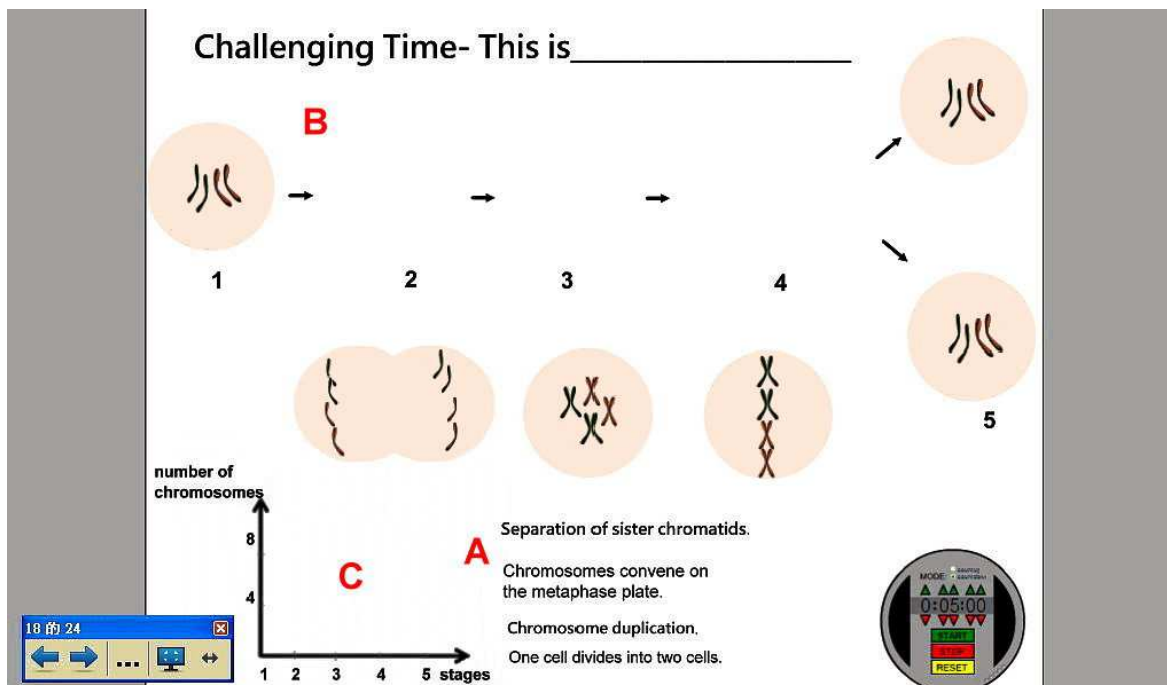 Challenging Time- This is_________________
B
1
2
3
4
5
number of
chromosomes
8
4
C
1 2 3 4 5 stages
A
Separation of sister chromatids.
Chromosomes convene on
the metaphase plate.
Chromosome duplication.
One cell divides into two cells.
18 的 24
...
MODE:
0:05:00
START
STOP
RESET